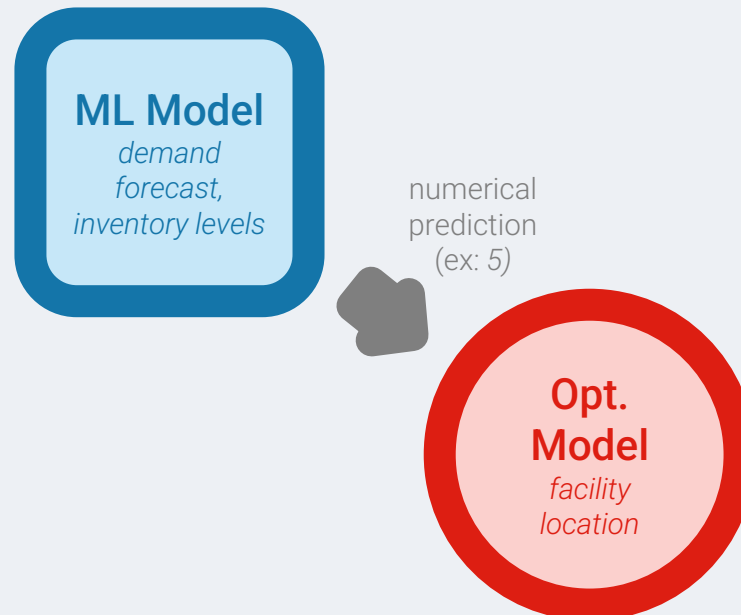 ML Model
demand
forecast,
inventory levels
numerical
prediction
(ex: 5)
Opt.
Model
facility
location